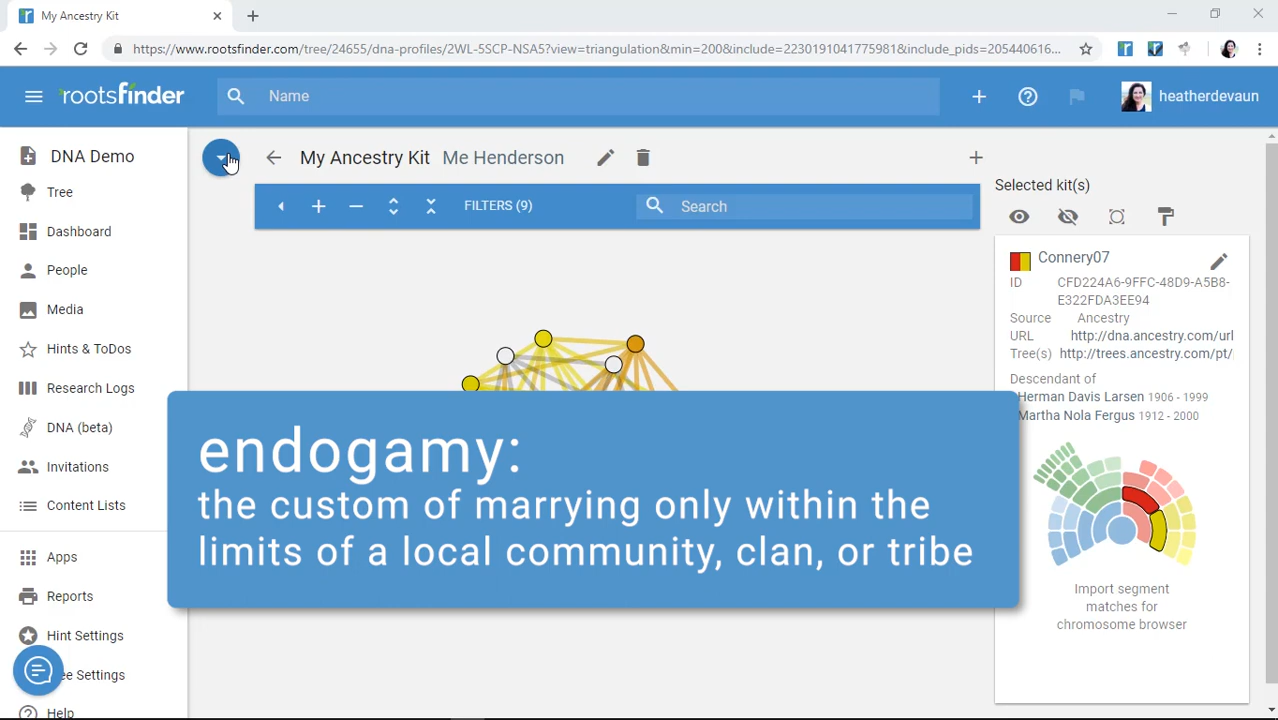 My Ancestry Kit
https://www.rootsfinder.com/tree/24655/dna-profiles/2WL-5SCP-NSA5?view=triangulation&min=200&include=2230191041775981&include_pids=205440616...
rootsfinder
Name
heatherdevaun
DNA Demo
Tree
Dashboard
People
Media
Hints & ToDos
Research Logs
DNA (beta)
Invitations
Content Lists
Apps
Reports
Hint Settings
ee Settings
Help
My Ancestry Kit Me Henderson
FILTERS (9)
Search
endogamy:
the custom of marrying only within the
limits of a local community, clan, or tribe
Selected kit(s)
Connery07
ID CFD224A6-9FFC-48D9-A5B8-
E322FDA3EE94
Source Ancestry
URL http://dna.ancestry.com/url
Tree(s) http://trees.ancestry.com/pt/
Descendant of
Herman Davis Larsen 1906 - 1999
Martha Nola Fergus 1912 - 2000
Import segment
matches for
chromosome browser